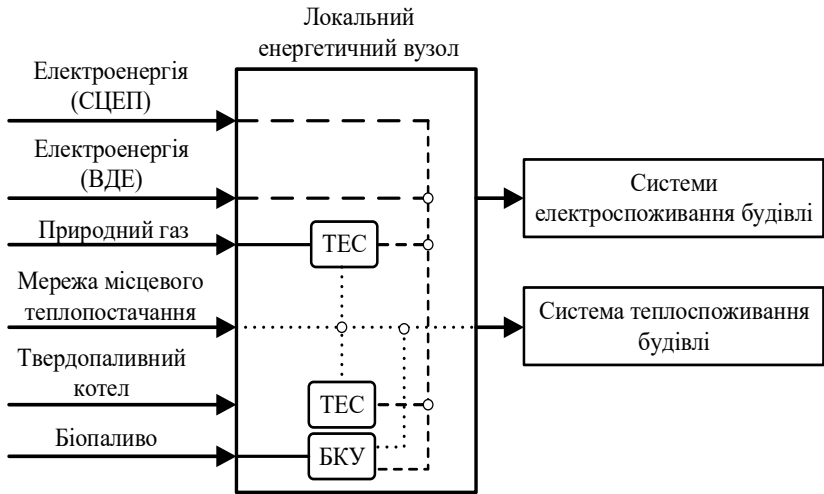 Локальний
енергетичний вузол
Електроенергія
(СЦЕП)
Електроенергія
(ВДЕ)
Природний газ
ТЕС
Мережа місцевого
теплопостачання
Твердопаливний
котел
ТЕС
Біопаливо
БКУ
Системи
електроспоживання будівлі
Система теплоспоживання
будівлі